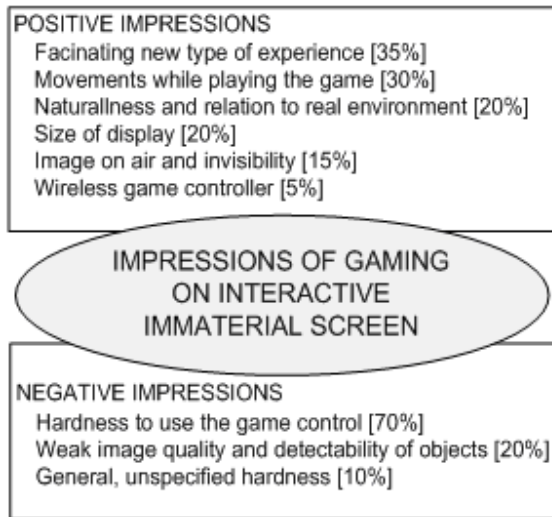 POSITIVE IMPRESSIONS
Facinating new type of experience [35%]
Movements while playing the game [30%]
Naturallness and relation to real environment [20%]
Size of display [20%]
Image on air and invisibility [15%]
Wireless game controller [5%]
IMPRESSIONS OF GAMING
ON INTERACTIVE
IMMATERIAL SCREEN
NEGATIVE IMPRESSIONS
Hardness to use the game control [70%]
Weak image quality and detectability of objects [20%]
General, unspecified hardness [10%]